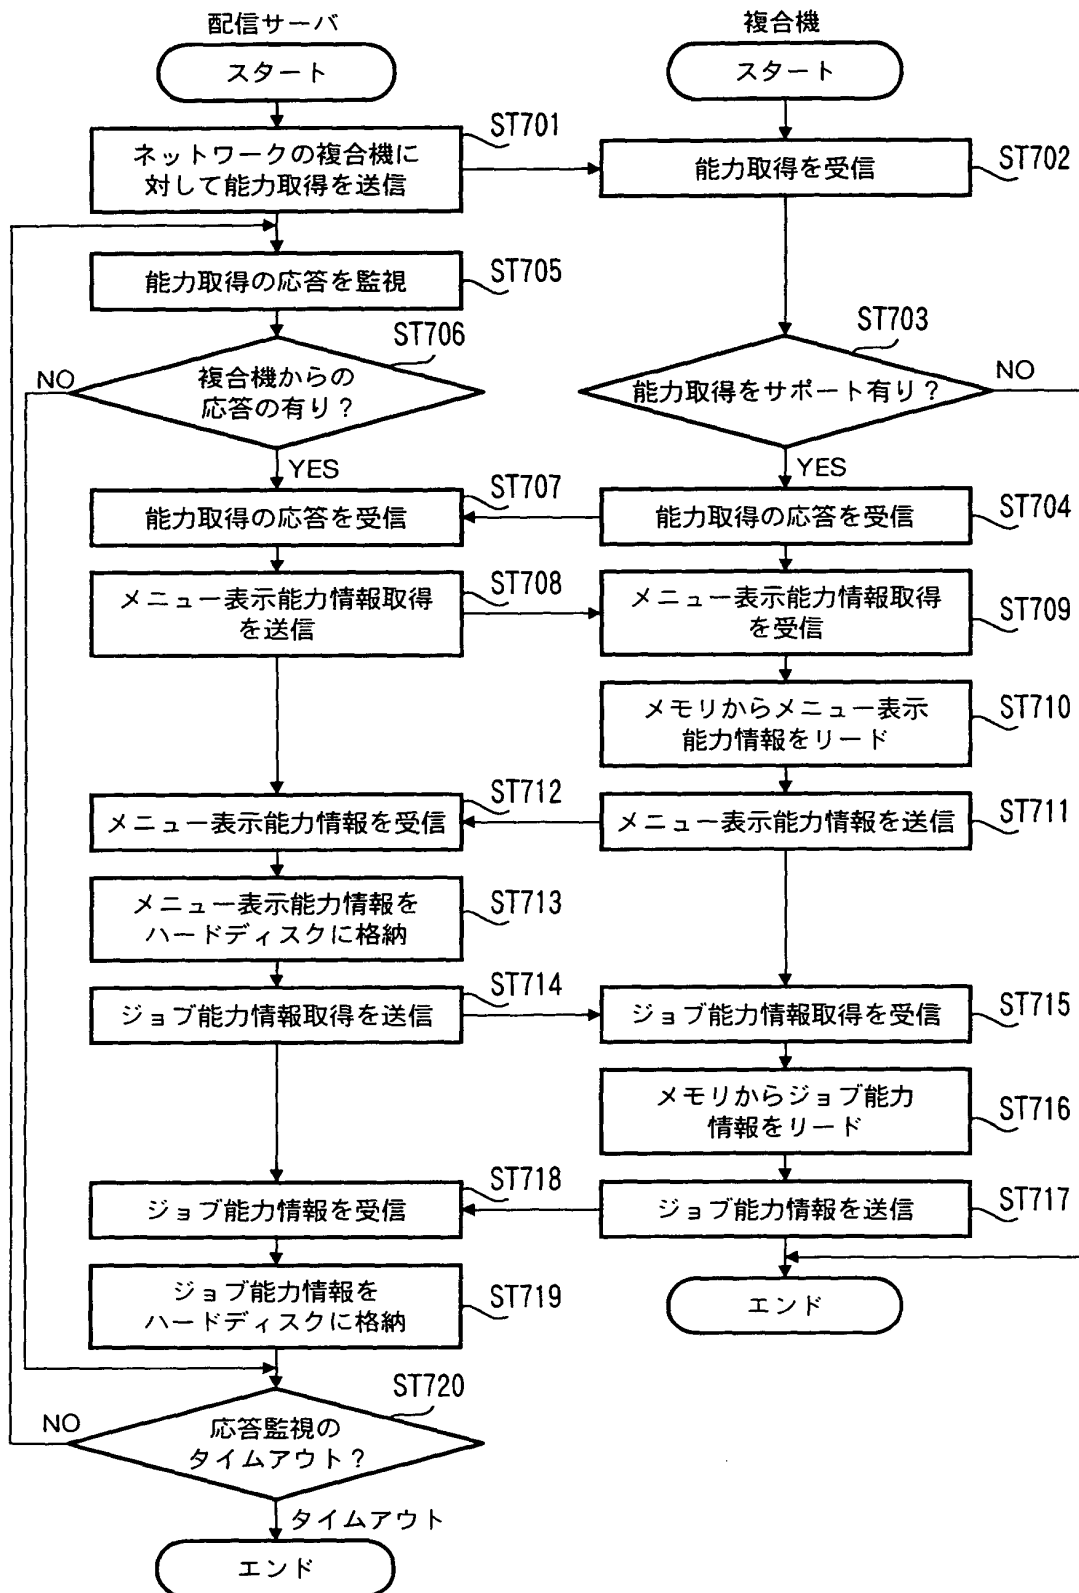 配信サーバ
スタート
ST701
ネットワークの複合機に
対して能力取得を送信
能力取得の応答を監視
ST705
ST706
NO
複合機からの
応答の有り?
YES
ST707
能力取得の応答を受信
ST708
メニュー表示能力情報取得
を送信
ST712
メニュー表示能力情報を受信
メニュー表示能力情報を
ハードディスクに格納
ST713
ST714
ジョブ能力情報取得を送信
ST718
ジョブ能力情報を受信
ジョブ能力情報を
ハードディスクに格納
ST719
ST720
NO
応答監視の
タイムアウト?
タイムアウト
エンド
複合機
スタート
能力取得を受信
ST702
ST703
能力取得をサポート有り?
NO
YES
能力取得の応答を受信
ST704
メニュー表示能力情報取得
を受信
ST709
メモリからメニュー表示
能力情報をリード
ST710
メニュー表示能力情報を送信
ST711
ジョブ能力情報取得を受信
ST715
メモリからジョブ能力
情報をリード
ST716
ジョブ能力情報を送信
ST717
エンド